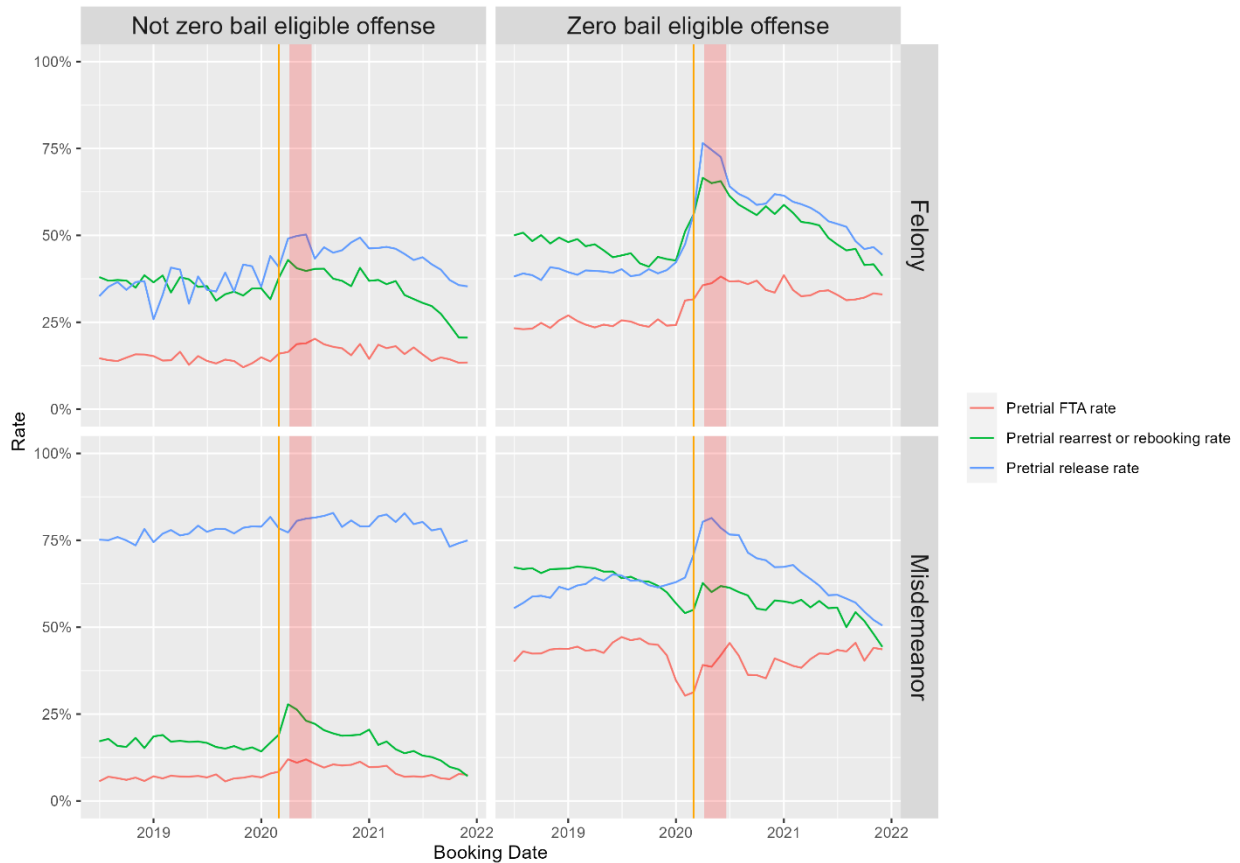 Not zero bail eligible offense
Zero bail eligible offense
100%
75%
50%
25%
0%
Felony
100%
75%
50%
25%
0%
Misdemeanor
Rate
2019
2020
2021
2022
2019
2020
2021
2022
Booking Date
Pretrial FTA rate
Pretrial rearrest or rebooking rate
Pretrial release rate